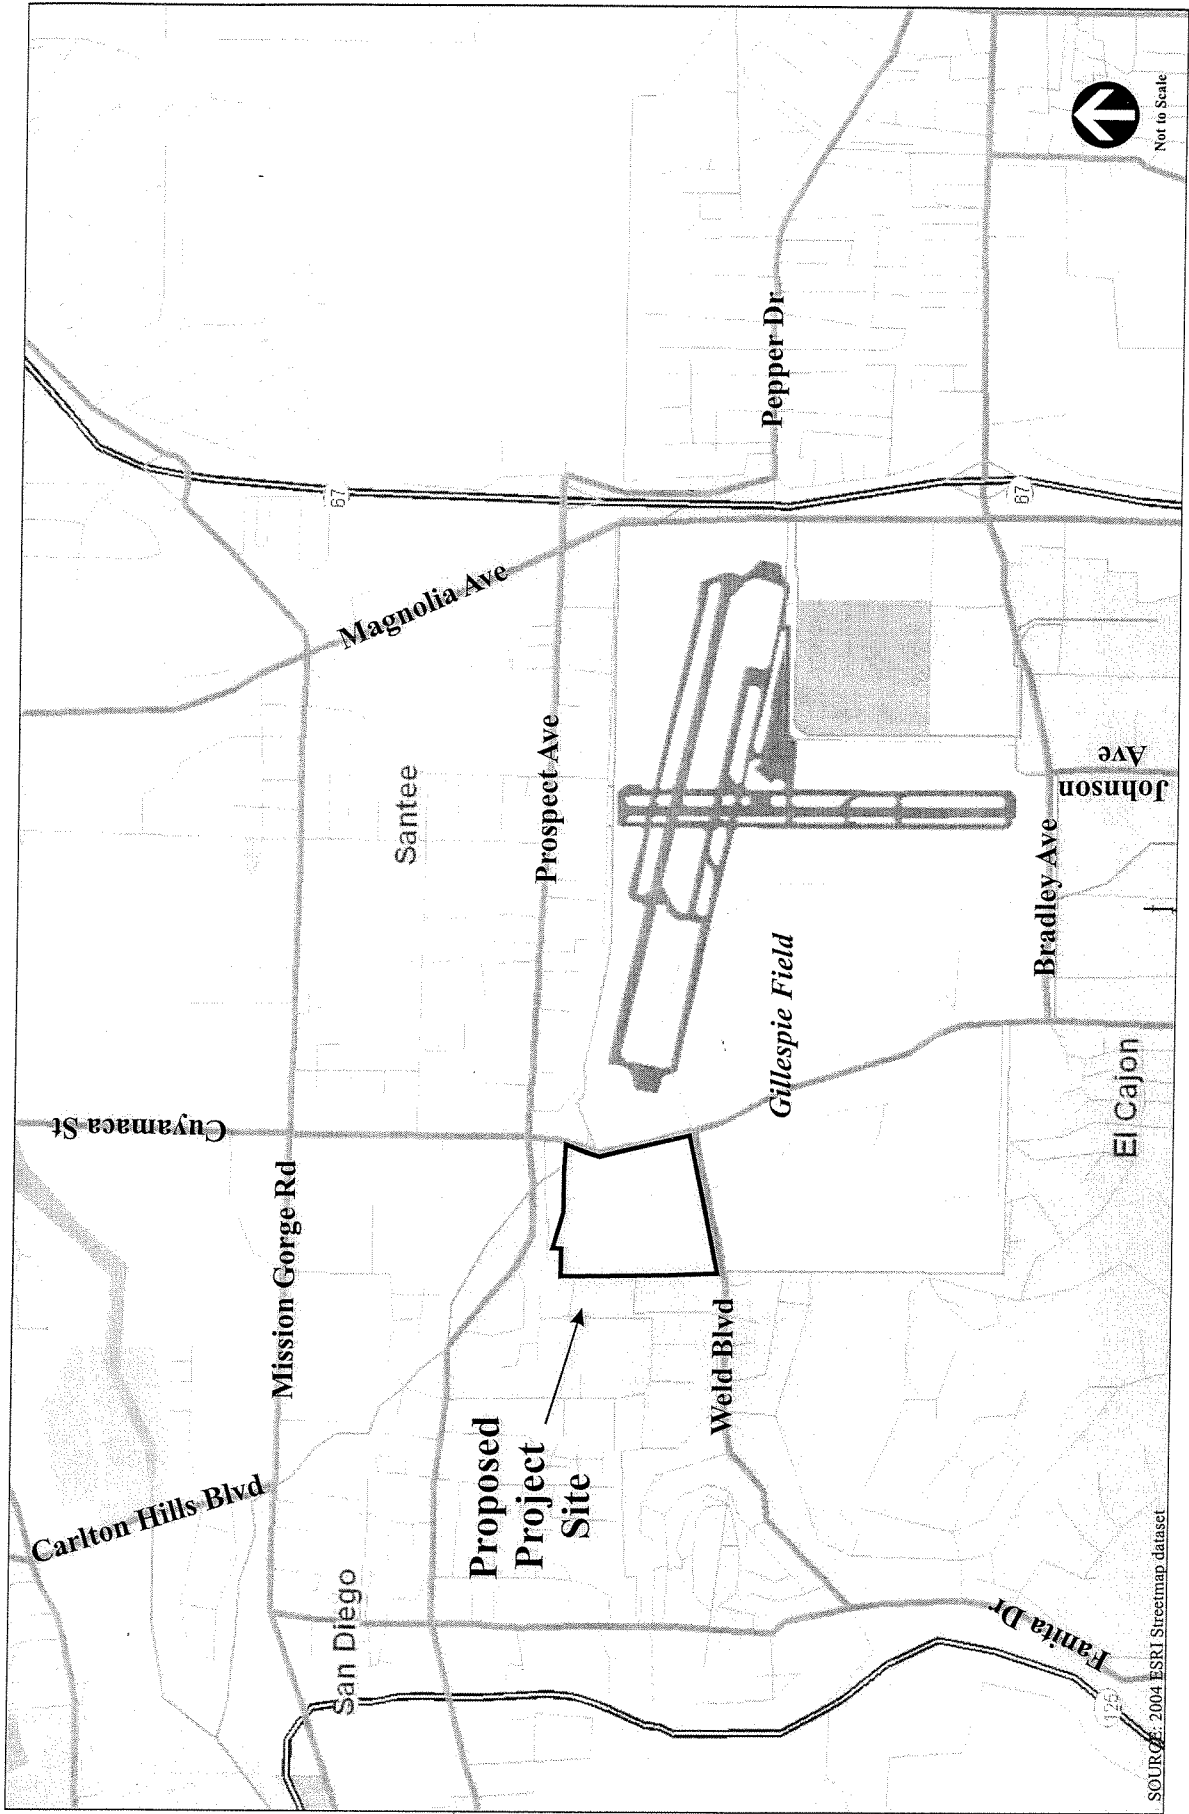 Carlton Hills Blvd
Mission Gorge Rd
Cuyamaca St
Magnolia Ave
67
San Diego
Santee
Prospect Ave
Proposed
Project
Site
Weld Blvd
Gillespie Field
Pepper Dr
67
Bradley Ave
Johnson
Ave
El Cajon
Fanita Dr
125
Not to Scale
SOURCE: 2004 ESRI Streetmap dataset